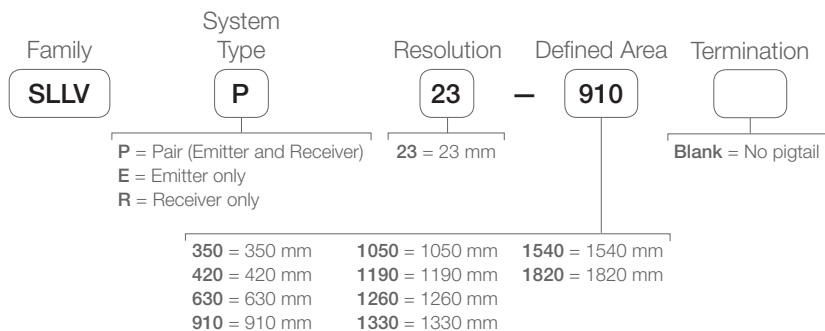 System
Family Type Resolution Defined Area Termination
SLLV P 23 – 910
P = Pair (Emitter and Receiver) 23 = 23 mm Blank = No pigtail
E = Emitter only
R = Receiver only
350 = 350 mm 1050 = 1050 mm 1540 = 1540 mm
420 = 420 mm 1190 = 1190 mm 1820 = 1820 mm
630 = 630 mm 1260 = 1260 mm
910 = 910 mm 1330 = 1330 mm